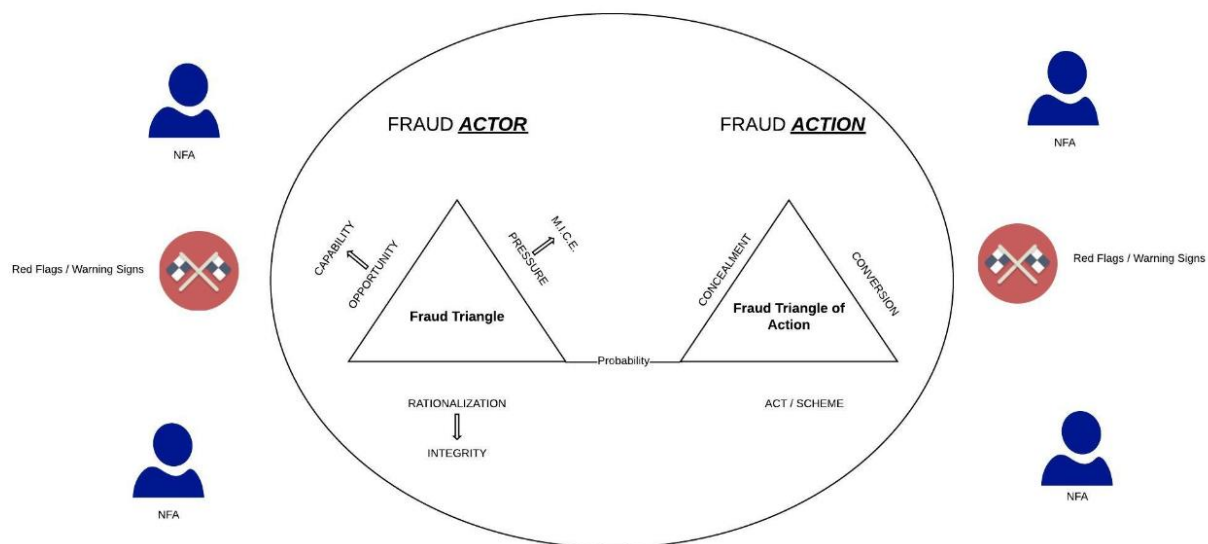 FRAUD ACTOR
FRAUD ACTION
NFA
NFA
Red Flags / Warning Signs
CAPABILITY
OPPORTUNITY
PRESSURE
M.I.C.E.
Fraud Triangle
RATIONALIZATION
INTEGRITY
Probability
CONCEALMENT
CONVERSION
Fraud Triangle of
Action
ACT / SCHEME
Red Flags / Warning Signs
NFA
NFA